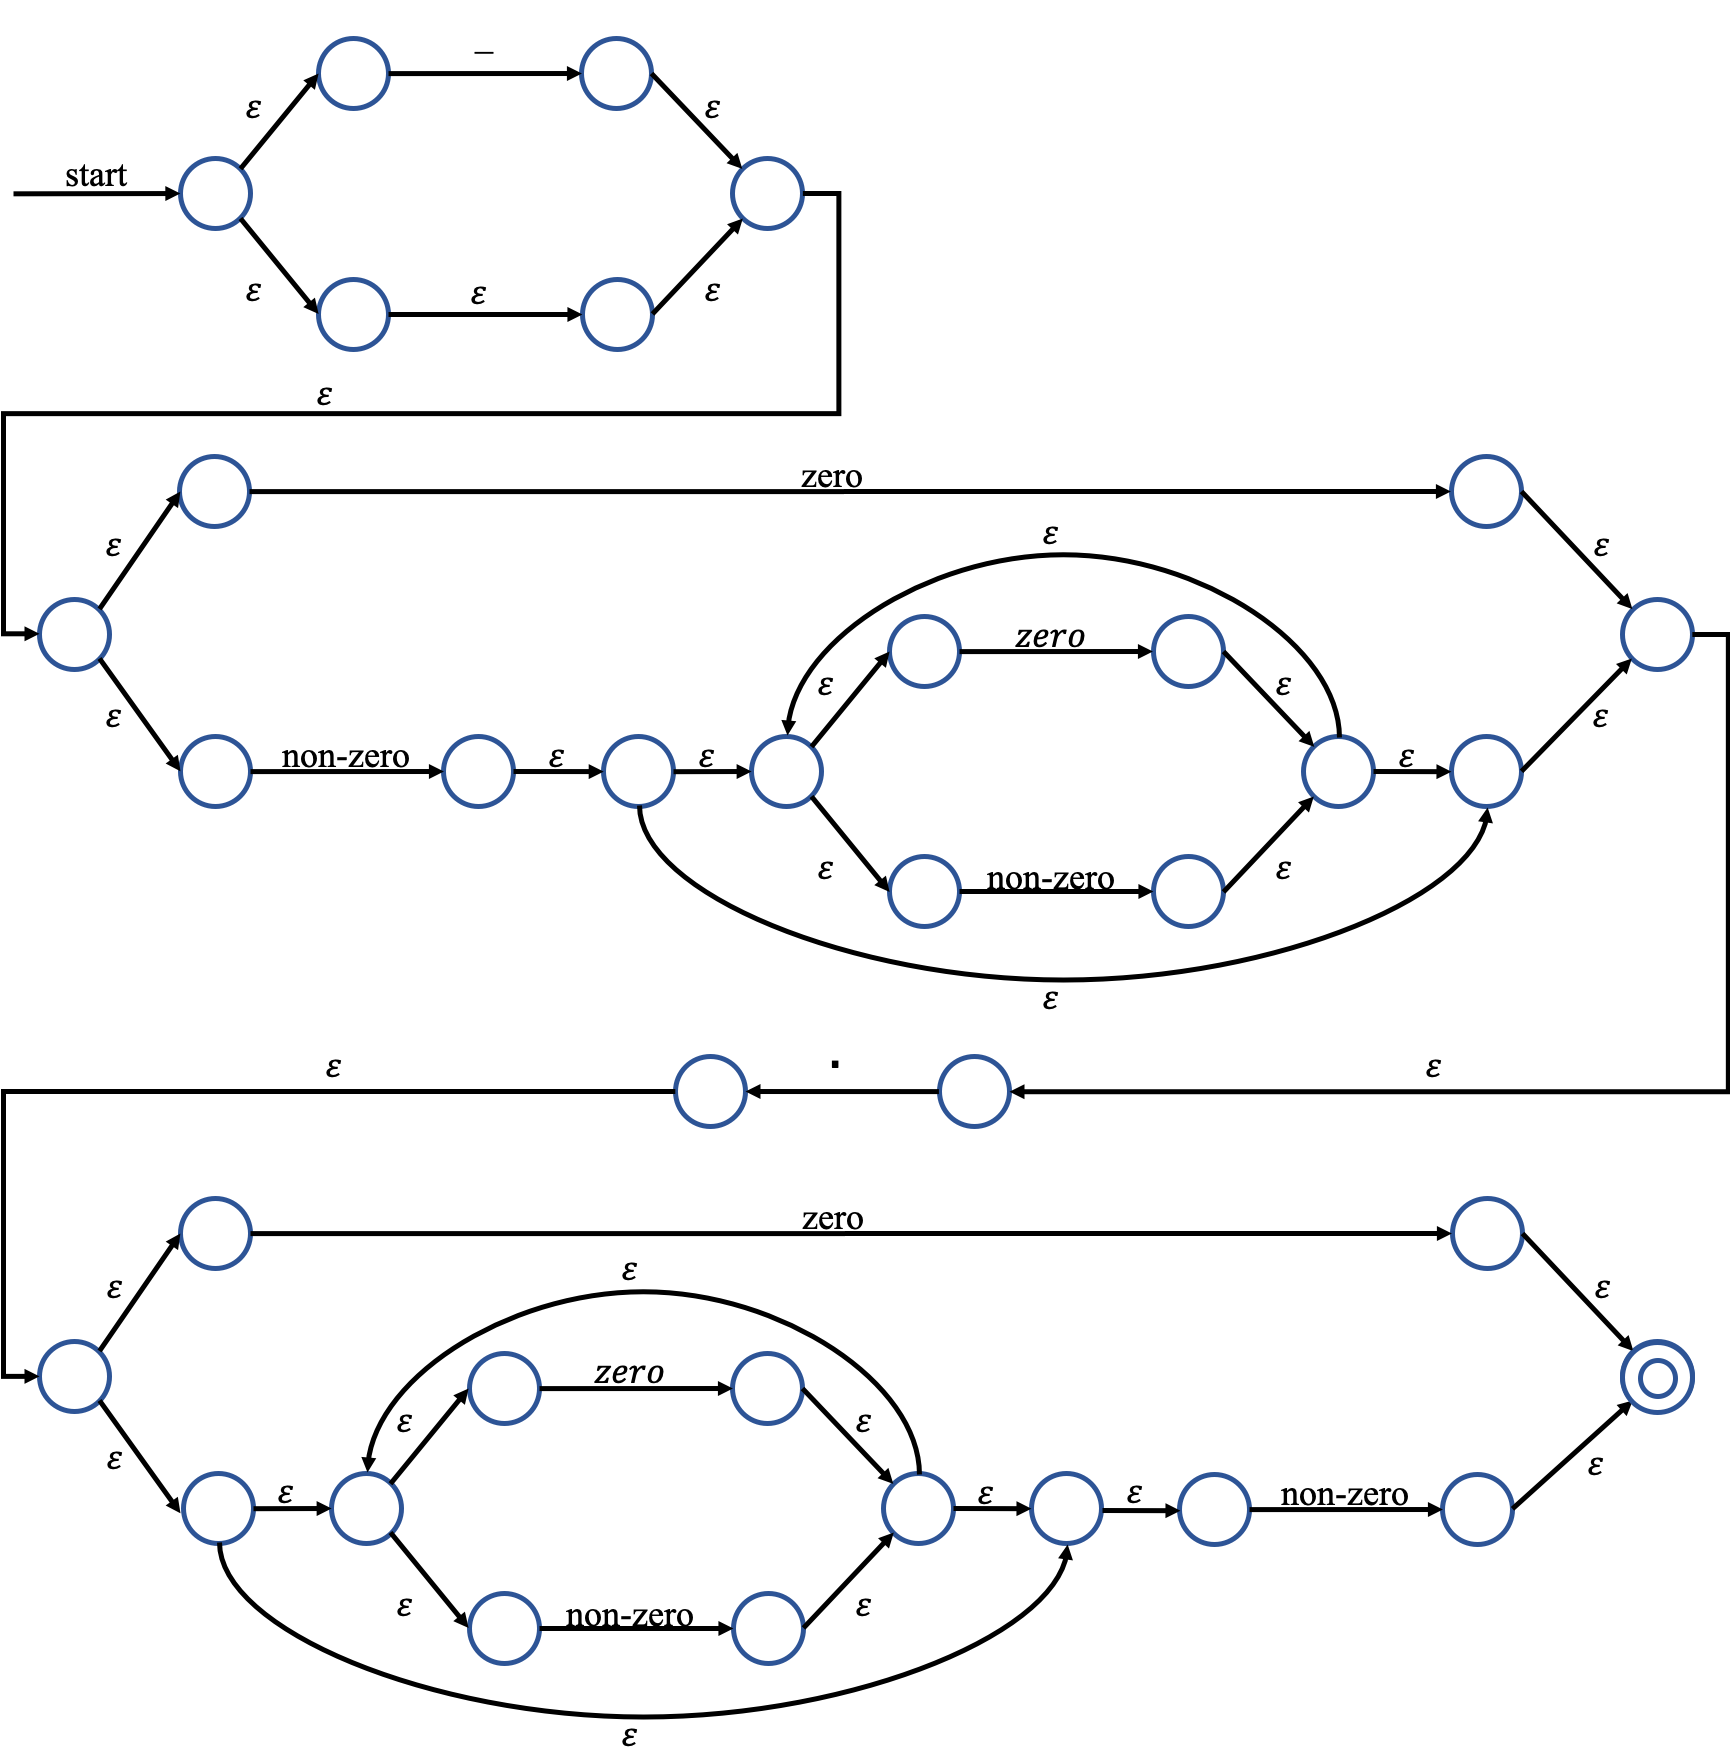 –
ε ε
start
ε ε ε
ε
zero
ε ε ε
zero
ε ε
non-zero ε ε ε
ε ε
ε non-zero ε
ε
ε . ε
zero
ε ε ε
zero
ε ε
ε ε ε non-zero
ε ε
ε non-zero ε
ε